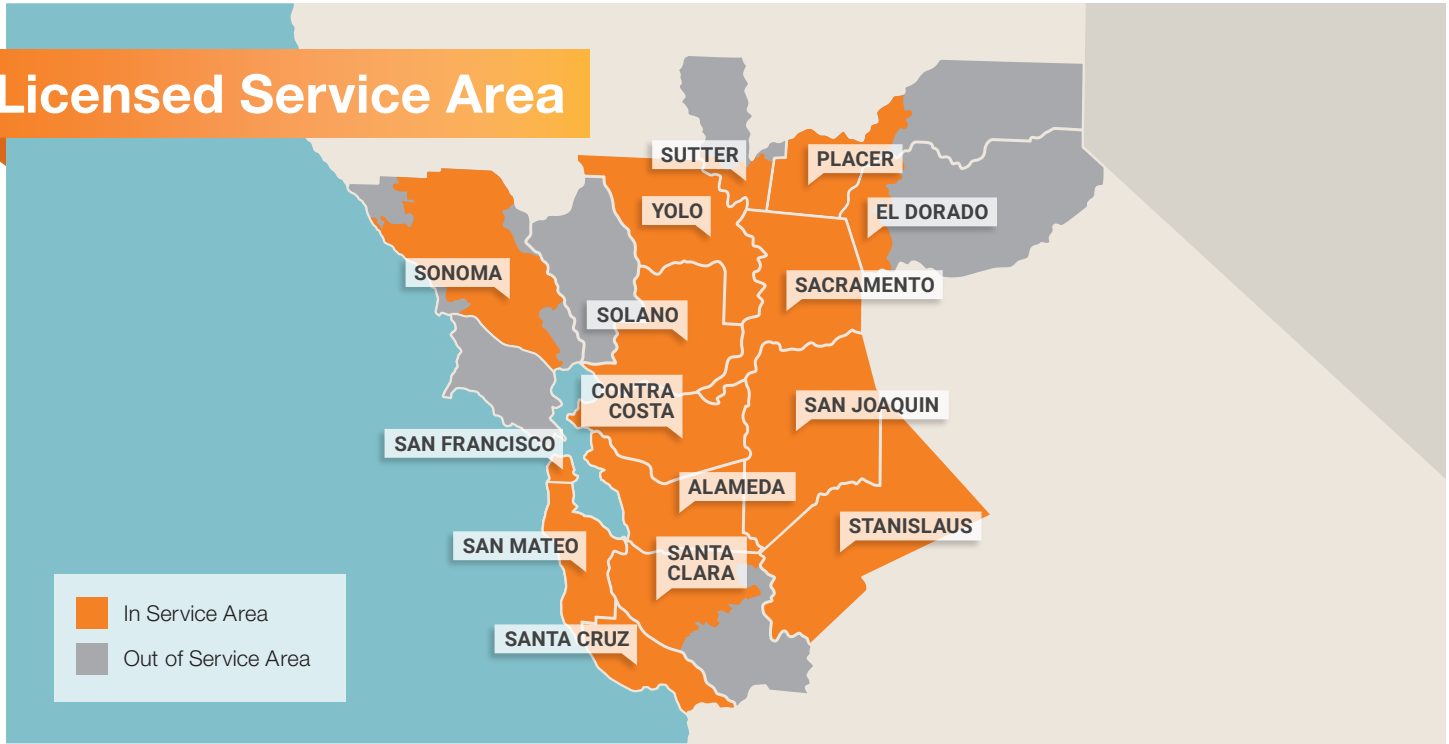 Licensed Service Area
SUTTER
PLACER
YOLO
EL DORADO
SONOMA
SACRAMENTO
SOLANO
CONTRA
COSTA
SAN JOAQUIN
SAN FRANCISCO
ALAMEDA
STANISLAUS
SAN MATEO
SANTA
CLARA
SANTA CRUZ
In Service Area
Out of Service Area